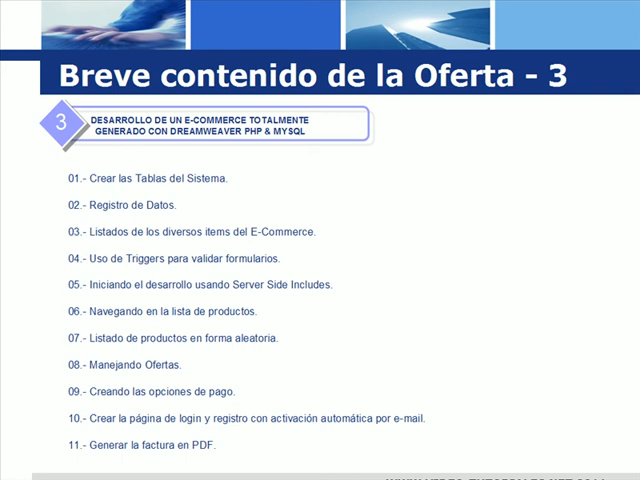 Breve contenido de la Oferta - 3
3
DESARROLLO DE UN E-COMMERCE TOTALMENTE
GENERADO CON DREAMWEAVER PHP & MYSQL
01.- Crear las Tablas del Sistema.
02.- Registro de Datos.
03.- Listados de los diversos items del E-Commerce.
04.- Uso de Triggers para validar formularios.
05.- Iniciando el desarrollo usando Server Side Includes.
06.- Navegando en la lista de productos.
07.- Listado de productos en forma aleatoria.
08.- Manejando Ofertas.
09.- Creando las opciones de pago.
10.- Crear la página de login y registro con activación automática por e-mail.
11.- Generar la factura en PDF.